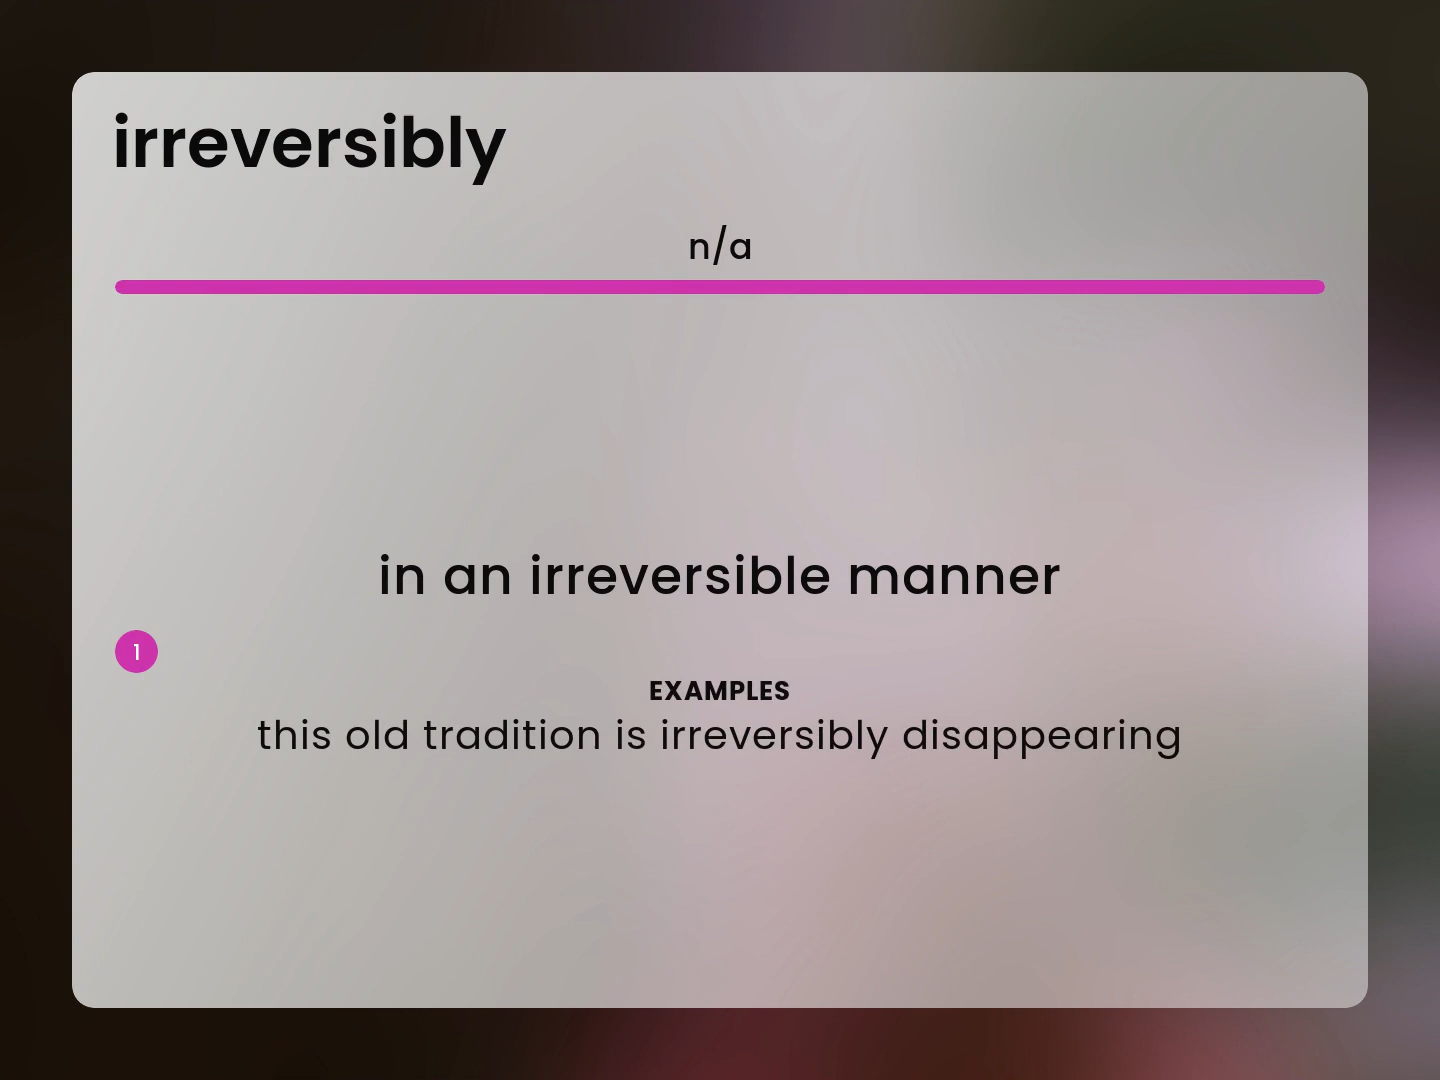 irreversibly
n/a
in an irreversible manner
1
EXAMPLES
this old tradition is irreversibly disappearing